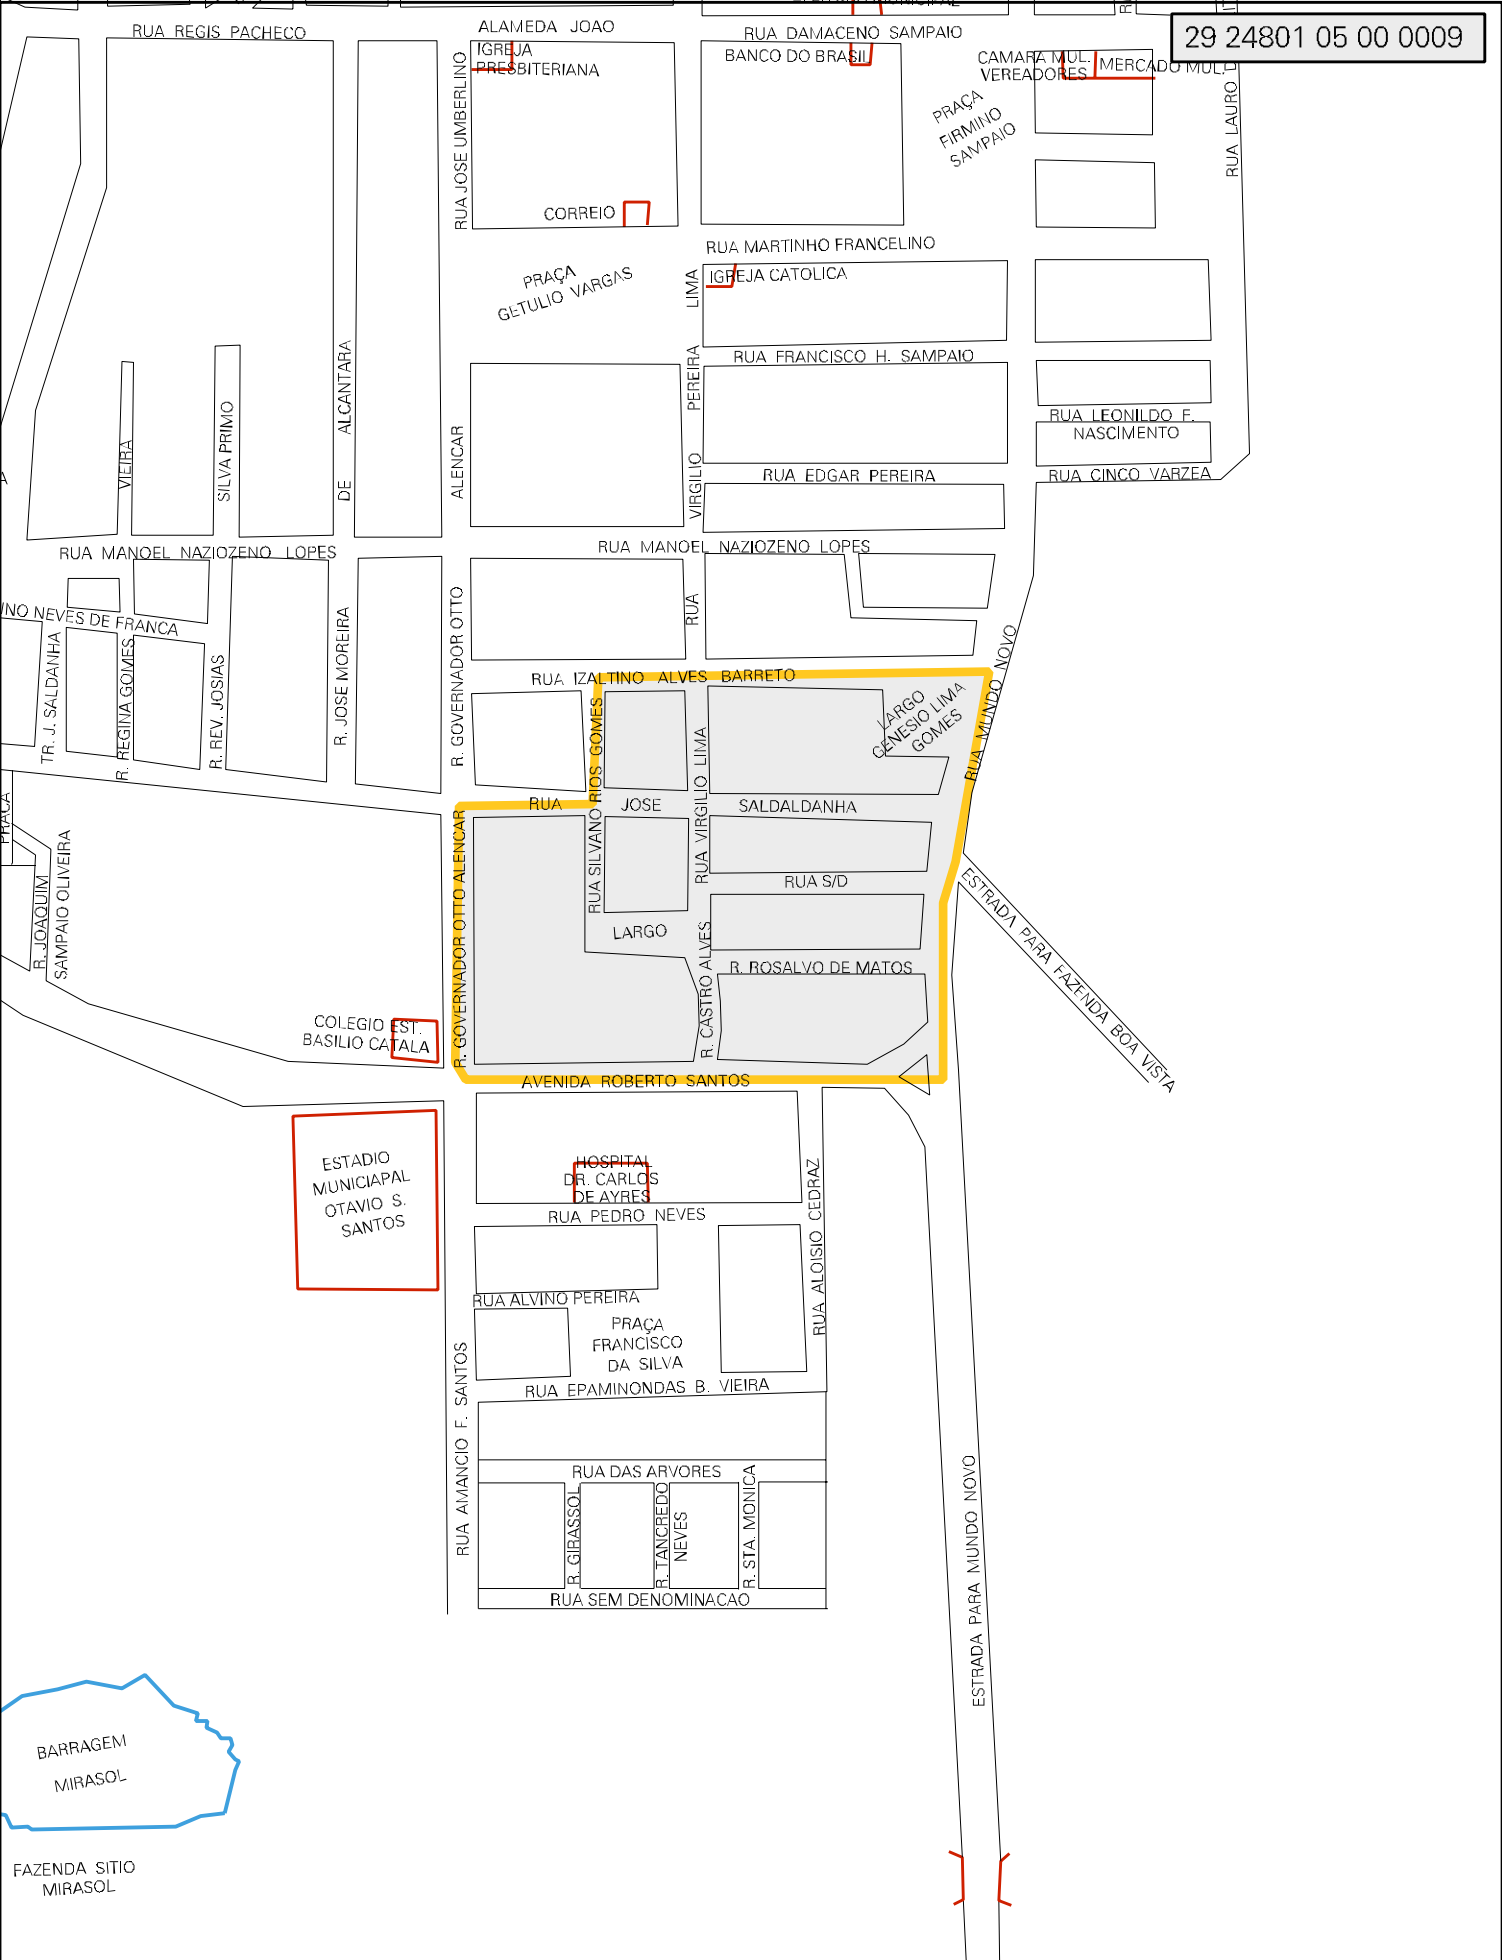 RUA REGIS PACHECO
ALAMEDA JOAO
RUA DAMACENO SAMPAIO
29 24801 05 00 0009
IGREJA
PRESBITERIANA
BANCO DO BRASIL
CAMARA MUL.
VEREADORES
MERCADO MUL.
PRAÇA
FIRMINO
SAMPAIO
RUA LAURO
RUA JOSE UMBERLINO
CORREIO
RUA MARTINHO FRANCELINO
PRAÇA
GETULIO VARGAS
IGREJA CATOLICA
LIMA
PEREIRA
VIRGILIO
RUA
RUA FRANCISCO H. SAMPAIO
DE ALCANTARA
SILVA PRIMO
VIEIRA
ALENCAR
RUA LEONILDO F.
NASCIMENTO
RUA EDGAR PEREIRA
RUA CINCO VARZEA
RUA MANOEL NAZIOZENO LOPES
RUA MANOEL NAZIOZENO LOPES
INO NEVES DE FRANCA
TR. J. SALDANHA
R. REGINA GOMES
R. REV. JOSIAS
R. JOSE MOREIRA
R. GOVERNADOR OTTO
RUA MUNDO NOVO
RUA IZALTINO ALVES BARRETO
LARGO
GENESIO LIMA
GOMES
RUA SILVANO RIOS GOMES
RUA VIRGILIO LIMA
RUA JOSE SALDALDANHA
PRACA
R. JOAQUIM
SAMPAIO OLIVEIRA
R. GOVERNADOR OTTO ALENCAR
RUA S/D
LARGO
R. CASTRO ALVES
R. ROSALVO DE MATOS
ESTRADA PARA FAZENDA BOA VISTA
COLEGIO EST.
BASILIO CATALA
AVENIDA ROBERTO SANTOS
ESTADIO
MUNICIAPAL
OTAVIO S.
SANTOS
HOSPITAL
DR. CARLOS
DE AYRES
RUA PEDRO NEVES
RUA ALOISIO CEDRAZ
RUA ALVINO PEREIRA
PRAÇA
FRANCISCO
DA SILVA
RUA EPAMINONDAS B. VIEIRA
RUA AMANCIO F. SANTOS
RUA DAS ARVORES
R. GIRASSOL
R. TANCREDO
NEVES
R. STA. MONICA
RUA SEM DENOMINACAO
ESTRADA PARA MUNDO NOVO
BARRAGEM
MIRASOL
FAZENDA SITIO
MIRASOL